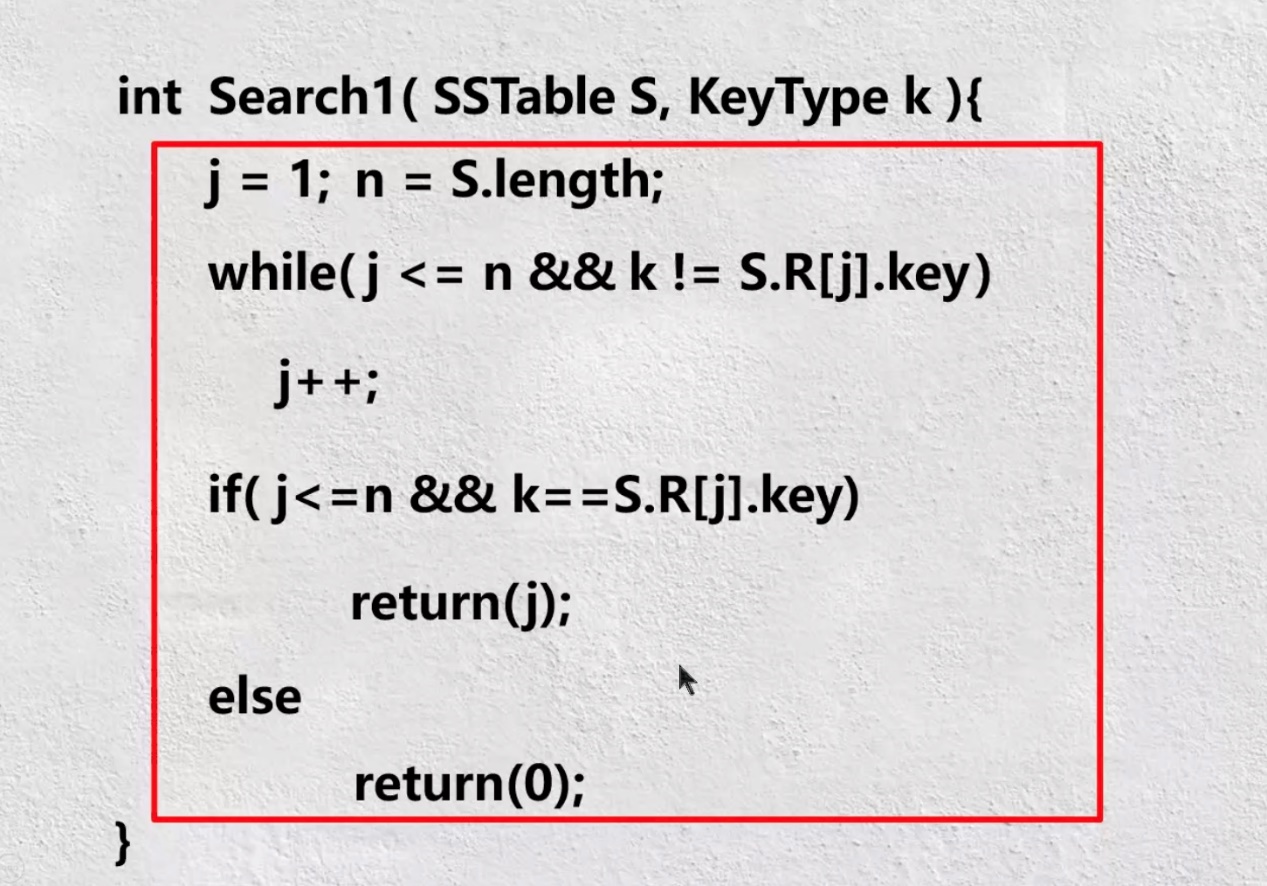 int Search1( SSTable S, KeyType k ){
j = 1; n = S.length;
while( j <= n && k != S.R[j].key)
j++;
if( j<=n && k==S.R[j].key)
return(j);
else
return(0);
}